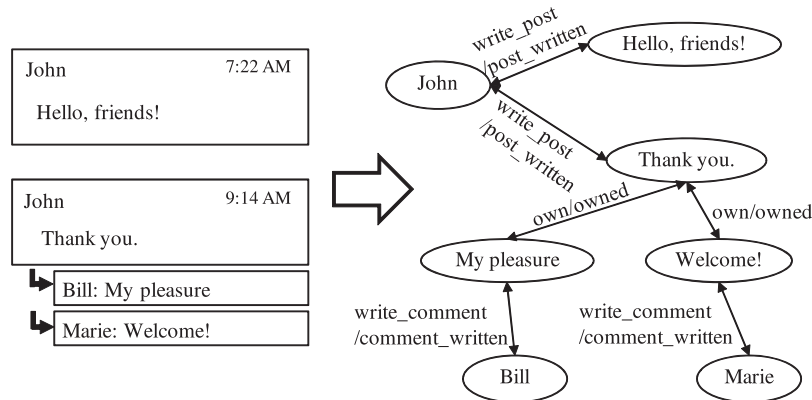 John 7:22 AM
Hello, friends!
John 9:14 AM
Thank you.
Bill: My pleasure
Marie: Welcome!
write_post
/post_written
Hello, friends!
John
write_post
/post_written
Thank you.
own/owned
own/owned
My pleasure
Welcome!
write_comment
/comment_written
write_comment
/comment_written
Bill
Marie